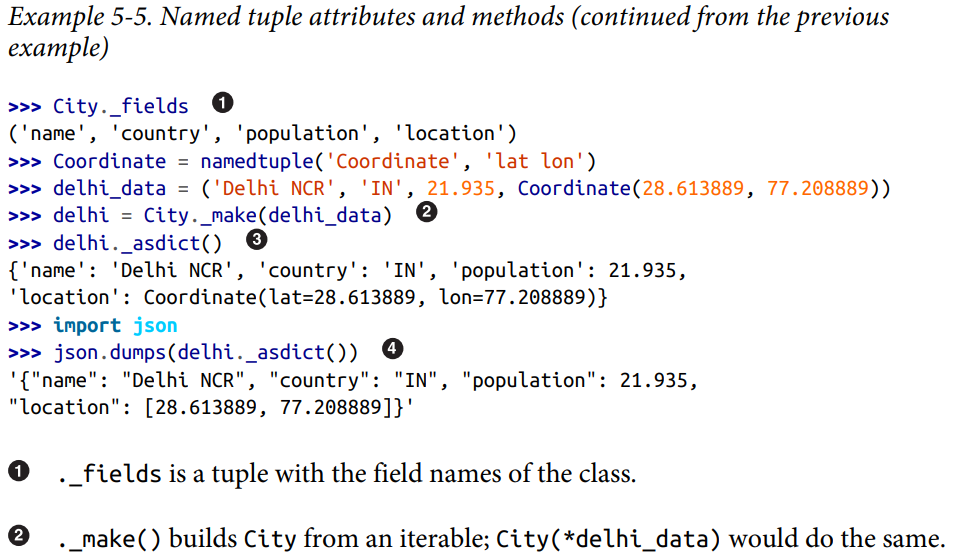 Example 5-5. Named tuple attributes and methods (continued from the previous
example)
>>> City._fields ❶
('name', 'country', 'population', 'location')
>>> Coordinate = namedtuple('Coordinate', 'lat lon')
>>> delhi_data = ('Delhi NCR', 'IN', 21.935, Coordinate(28.613889, 77.208889))
>>> delhi = City._make(delhi_data) ❷
>>> delhi._asdict() ❸
{'name': 'Delhi NCR', 'country': 'IN', 'population': 21.935,
'location': Coordinate(lat=28.613889, lon=77.208889)}
>>> import json
>>> json.dumps(delhi._asdict()) ❹
'{"name": "Delhi NCR", "country": "IN", "population": 21.935,
"location": [28.613889, 77.208889]}'
❶ ._fields is a tuple with the field names of the class.
❷ ._make() builds City from an iterable; City(*delhi_data) would do the same.